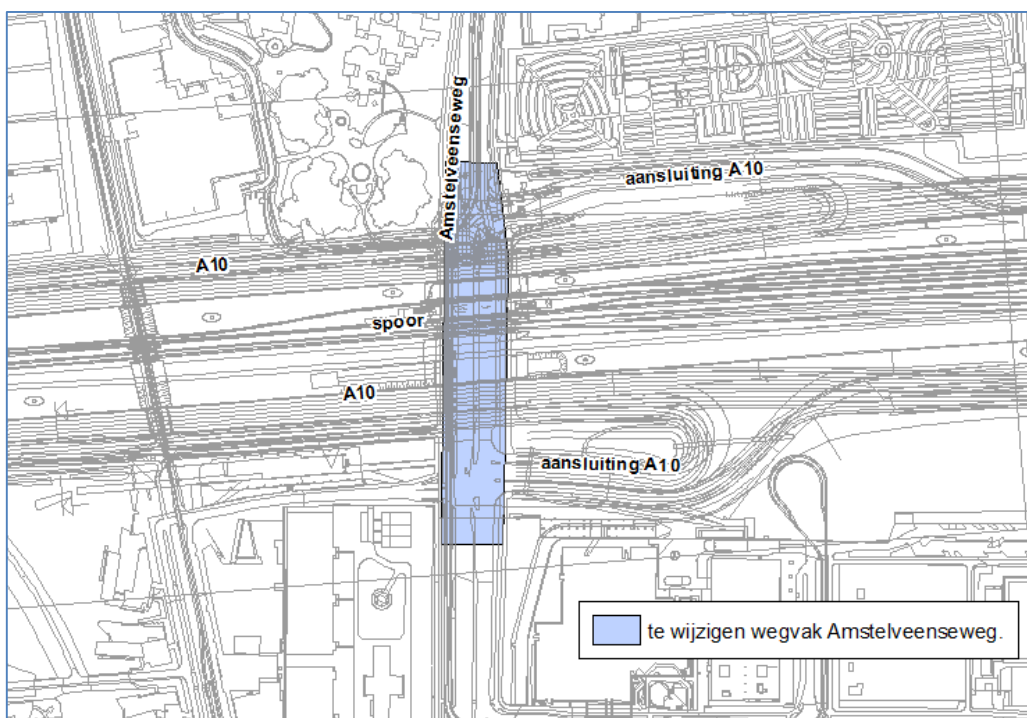 Amstelveenseweg
aansluiting A10
A10
spoor
A10
aansluiting A10
te wijzigen wegvak Amstelveenseweg.